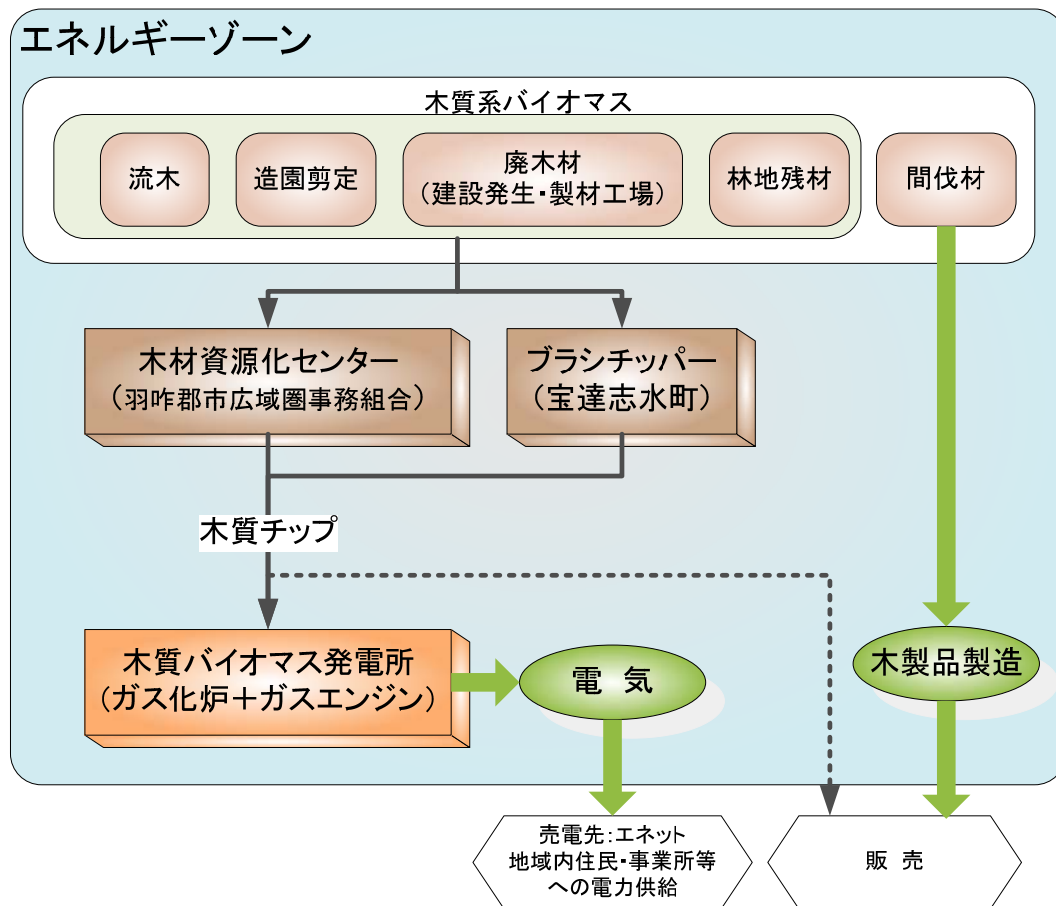 エネルギーゾーン
木質系バイオマス
流木
造園剪定
廃木材
（建設発生・製材工場）
林地残材
間伐材
木材資源化センター
（羽咋郡市広域圏事務組合）
ブラシチッパー
（宝達志水町）
木質チップ
木質バイオマス発電所
（ガス化炉＋ガスエンジン）
電 気
木製品製造
売電先：エネット
地域内住民・事業所等
への電力供給
販 売